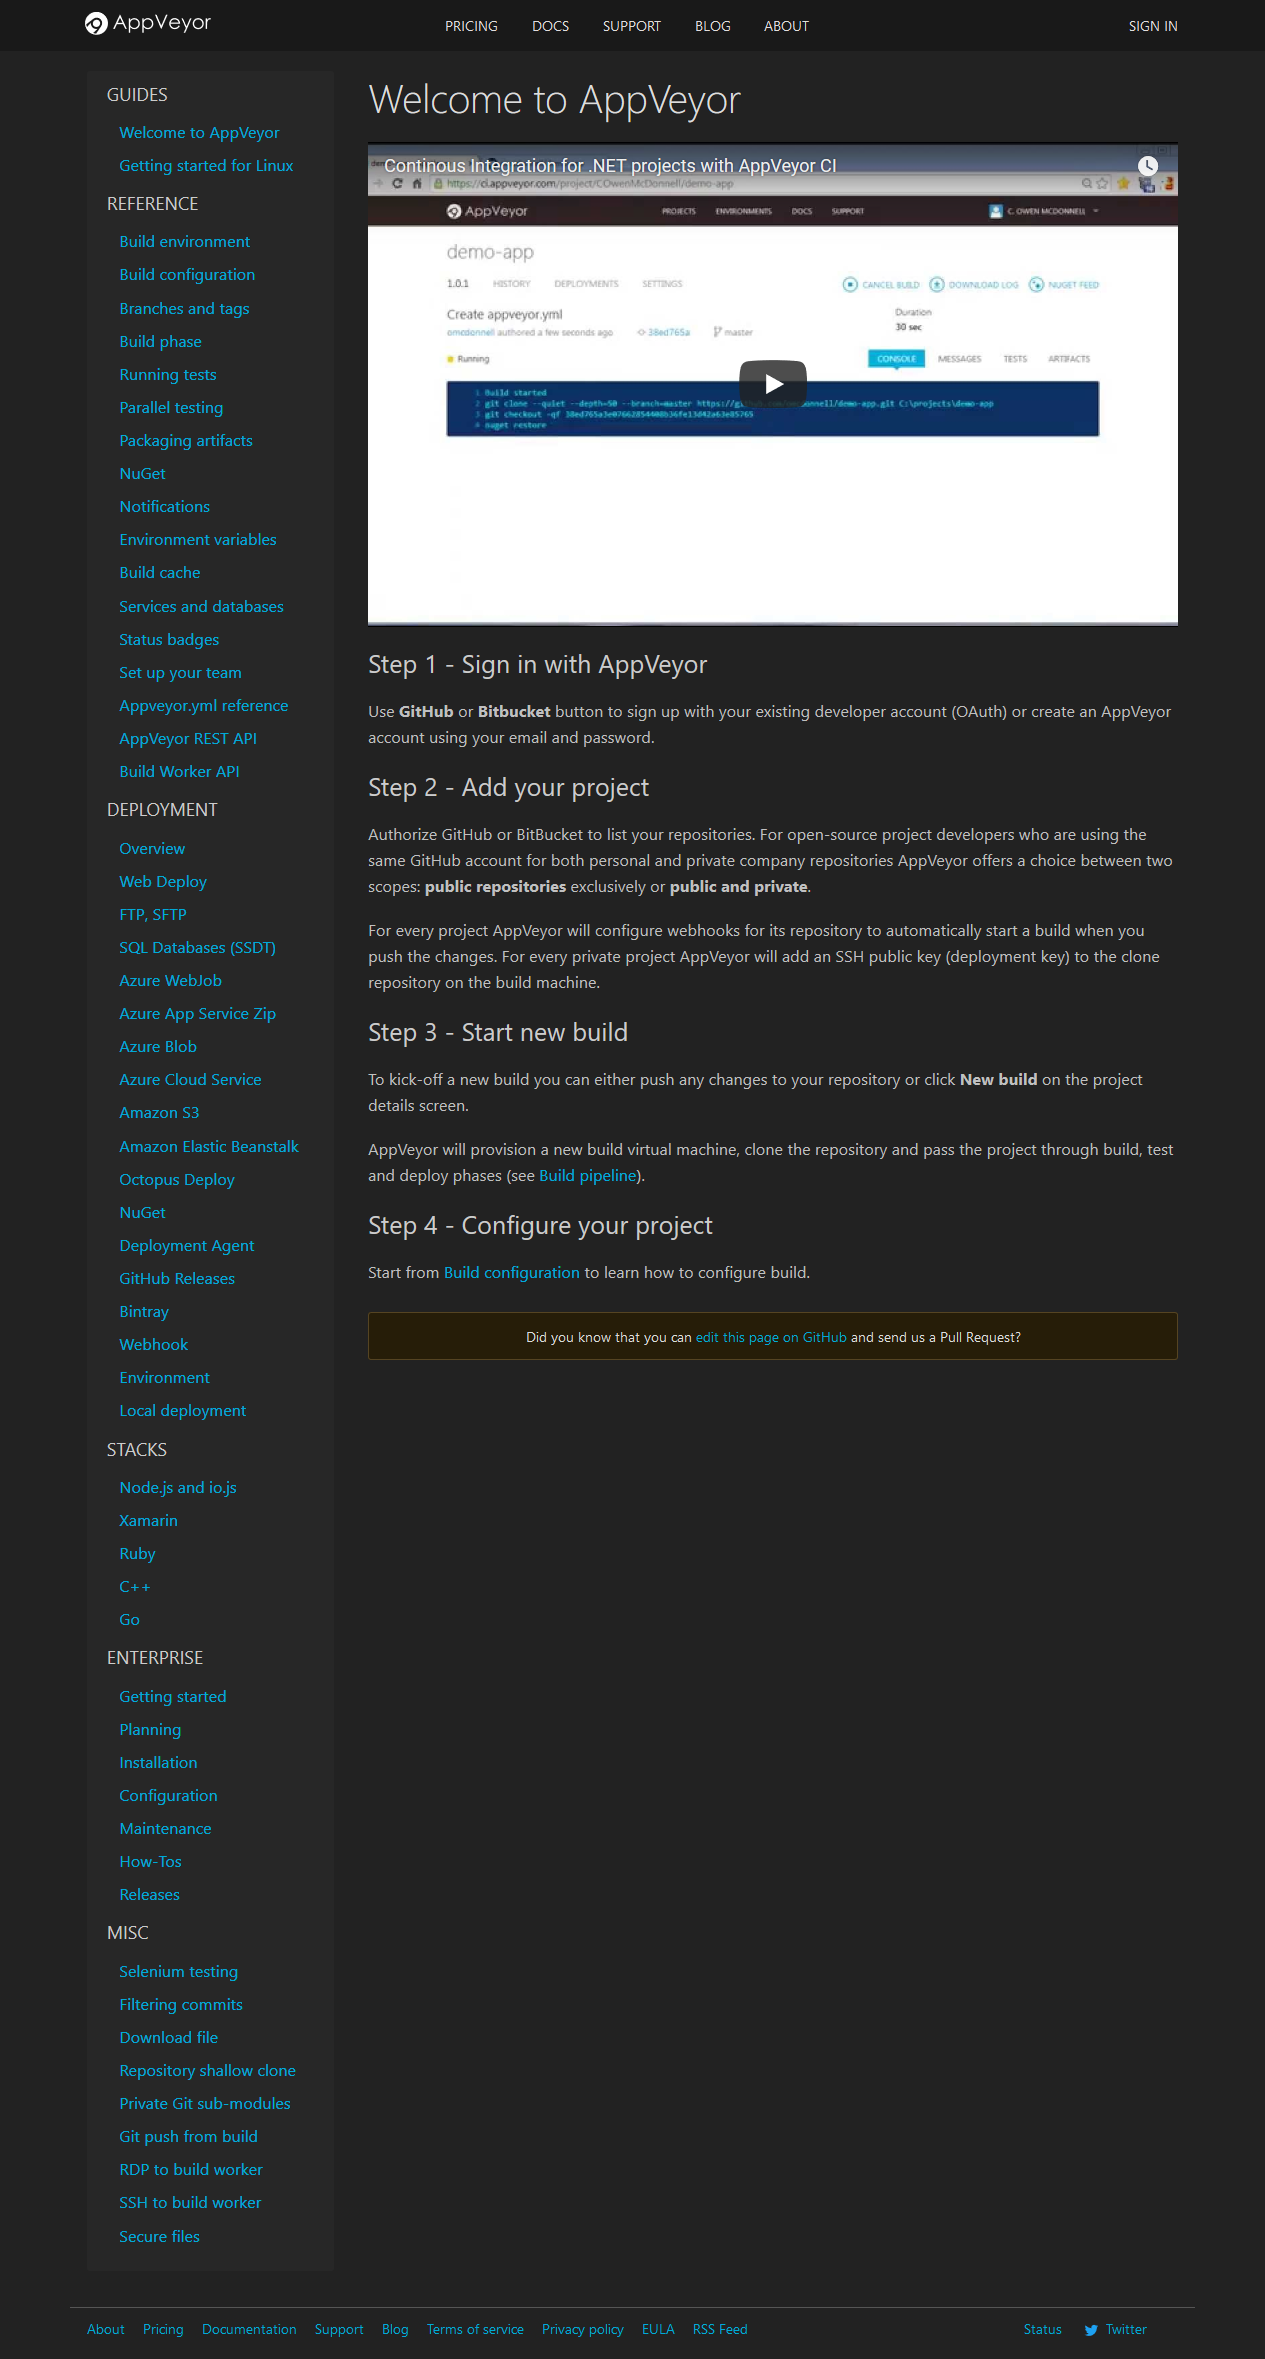 AppVeyor
PRICING
DOCS
SUPPORT
BLOG
ABOUT
SIGN IN
GUIDES
Welcome to AppVeyor
Getting started for Linux
REFERENCE
Build environment
Build configuration
Branches and tags
Build phase
Running tests
Parallel testing
Packaging artifacts
NuGet
Notifications
Environment variables
Build cache
Services and databases
Status badges
Set up your team
Appveyor.yml reference
AppVeyor REST API
Build Worker API
DEPLOYMENT
Overview
Web Deploy
FTP, SFTP
SQL Databases (SSDT)
Azure WebJob
Azure App Service Zip
Azure Blob
Azure Cloud Service
Amazon S3
Amazon Elastic Beanstalk
Octopus Deploy
NuGet
Deployment Agent
GitHub Releases
Bintray
Webhook
Environment
Local deployment
STACKS
Node.js and io.js
Xamarin
Ruby
C++
Go
ENTERPRISE
Getting started
Planning
Installation
Configuration
Maintenance
How-Tos
Releases
MISC
Selenium testing
Filtering commits
Download file
Repository shallow clone
Private Git sub-modules
Git push from build
RDP to build worker
SSH to build worker
Secure files
Welcome to AppVeyor
Continous Integration for .NET projects with AppVeyor CI
https://ci.appveyor.com/project/COwenMcDonnell/demo-app
AppVeyor
PROJECTS
ENVIRONMENTS
DOCS
SUPPORT
C. OWEN MCDONNELL
demo-app
1.0.1
HISTORY
DEPLOYMENTS
SETTINGS
CANCEL BUILD
DOWNLOAD LOG
NUGET FEED
Create appveyor.yml
Duration
30 sec
omcdonnell authored a few seconds ago
38ed765a
master
Running
CONSOLE
MESSAGES
TESTS
ARTIFACTS
1 Build started
2 git clone --quiet --depth=50 --branch=master demo-app.git C:\projects\demo-app
3 git checkout -qf
4 nuget restore
Step 1 - Sign in with AppVeyor
Use GitHub or Bitbucket button to sign up with your existing developer account (OAuth) or create an AppVeyor
account using your email and password.
Step 2 - Add your project
Authorize GitHub or BitBucket to list your repositories. For open-source project developers who are using the
same GitHub account for both personal and private company repositories AppVeyor offers a choice between two
scopes: public repositories exclusively or public and private.
For every project AppVeyor will configure webhooks for its repository to automatically start a build when you
push the changes. For every private project AppVeyor will add an SSH public key (deployment key) to the clone
repository on the build machine.
Step 3 - Start new build
To kick-off a new build you can either push any changes to your repository or click New build on the project
details screen.
AppVeyor will provision a new build virtual machine, clone the repository and pass the project through build, test
and deploy phases (see Build pipeline).
Step 4 - Configure your project
Start from Build configuration to learn how to configure build.
Did you know that you can edit this page on GitHub and send us a Pull Request?
About
Pricing
Documentation
Support
Blog
Terms of service
Privacy policy
EULA
RSS Feed
Status
Twitter